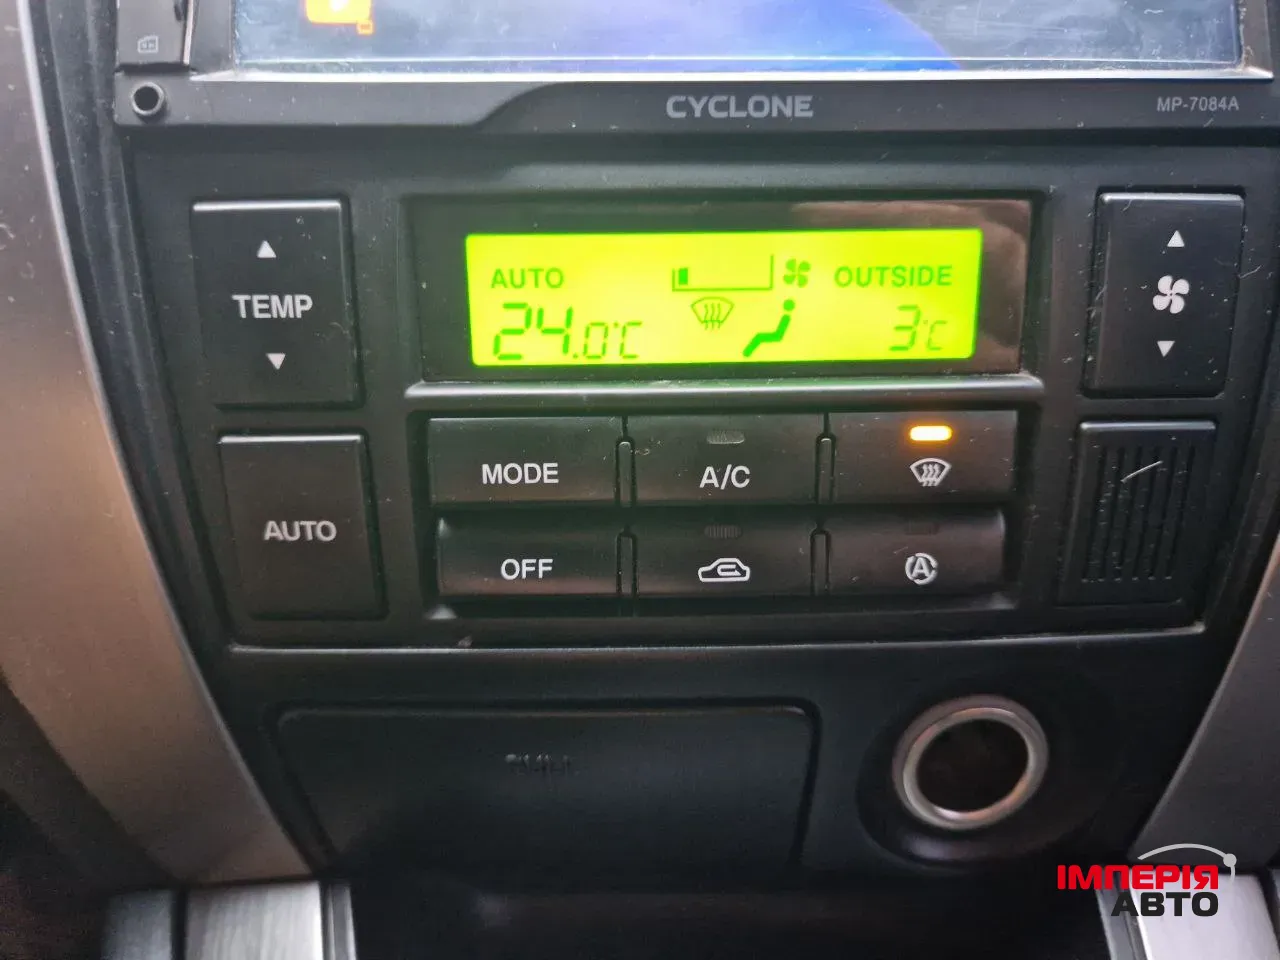 CYCLONE
MP-7084A
TEMP
AUTO
OUTSIDE
24.0°C
3°C
MODE
A/C
AUTO
OFF
A
ІМПЕРІЯ
АВТО